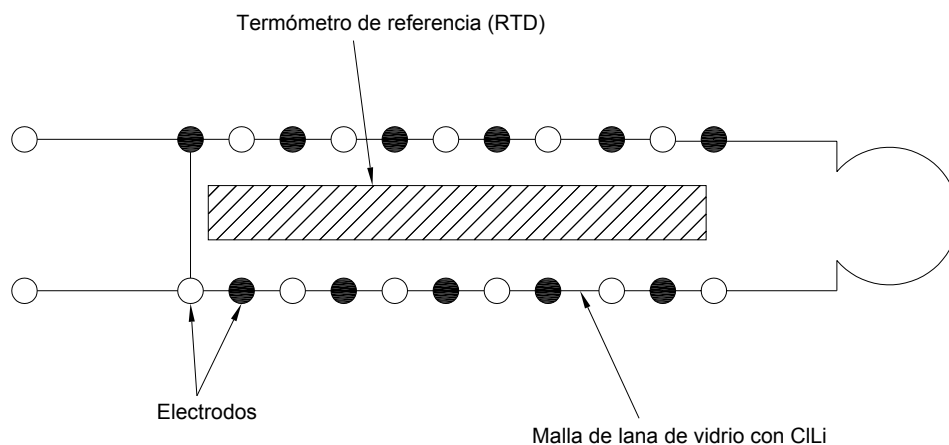 Termómetro de referencia (RTD)
Electrodos
Malla de lana de vidrio con ClLi